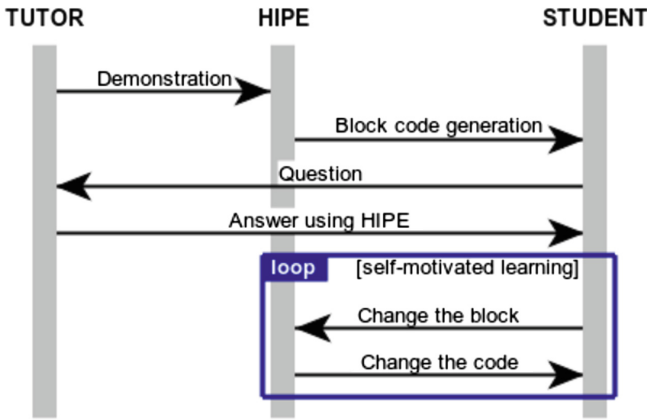 TUTOR HIPE STUDENT
Demonstration
Block code generation
Question
Answer using HIPE
loop [self-motivated learning]
Change the block
Change the code